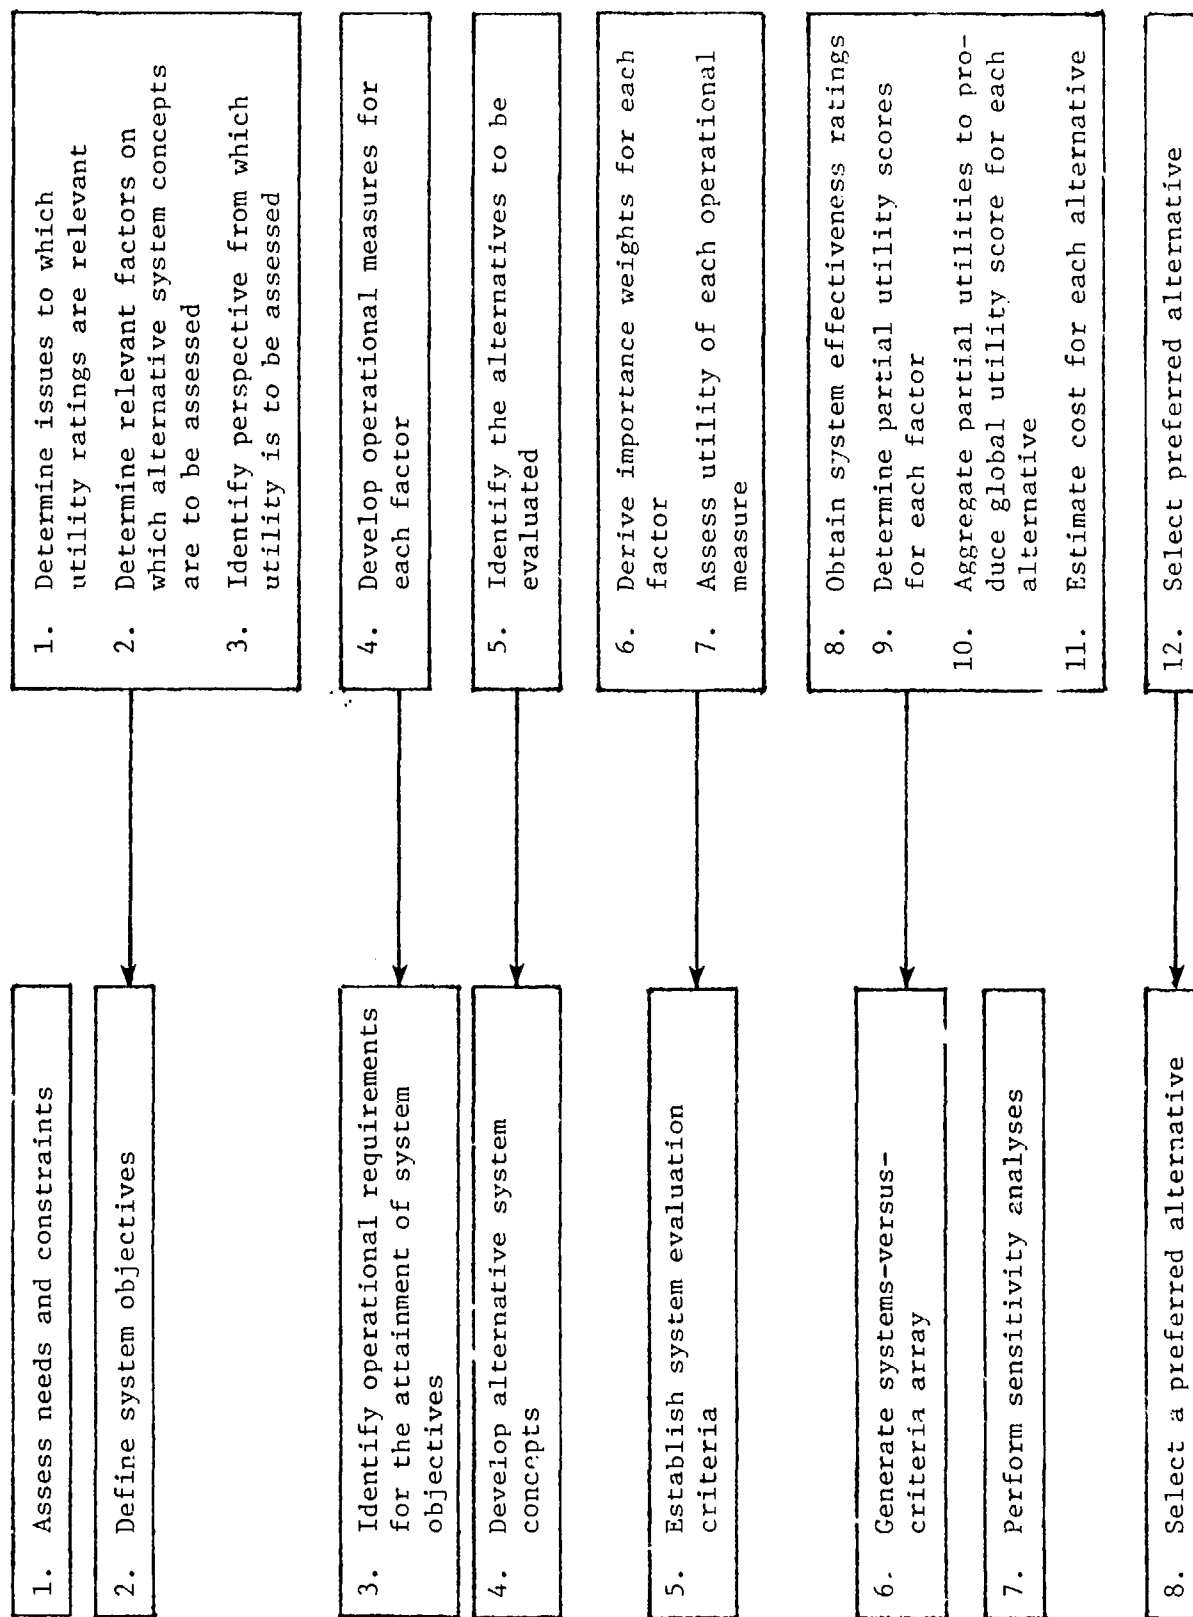 1. Assess needs and constraints
2. Define system objectives
3. Identify operational requirements
for the attainment of system
objectives
4. Develop alternative system
concepts
5. Establish system evaluation
criteria
6. Generate systems-versus-
criteria array
7. Perform sensitivity analyses
8. Select a preferred alternative
1. Determine issues to which
utility ratings are relevant
2. Determine relevant factors on
which alternative system concepts
are to be assessed
3. Identify perspective from which
utility is to be assessed
4. Develop operational measures for
each factor
5. Identify the alternatives to be
evaluated
6. Derive importance weights for each
factor
7. Assess utility of each operational
measure
8. Obtain system effectiveness ratings
9. Determine partial utility scores
for each factor
10. Aggregate partial utilities to pro-
duce global utility score for each
alternative
11. Estimate cost for each alternative
12. Select preferred alternative